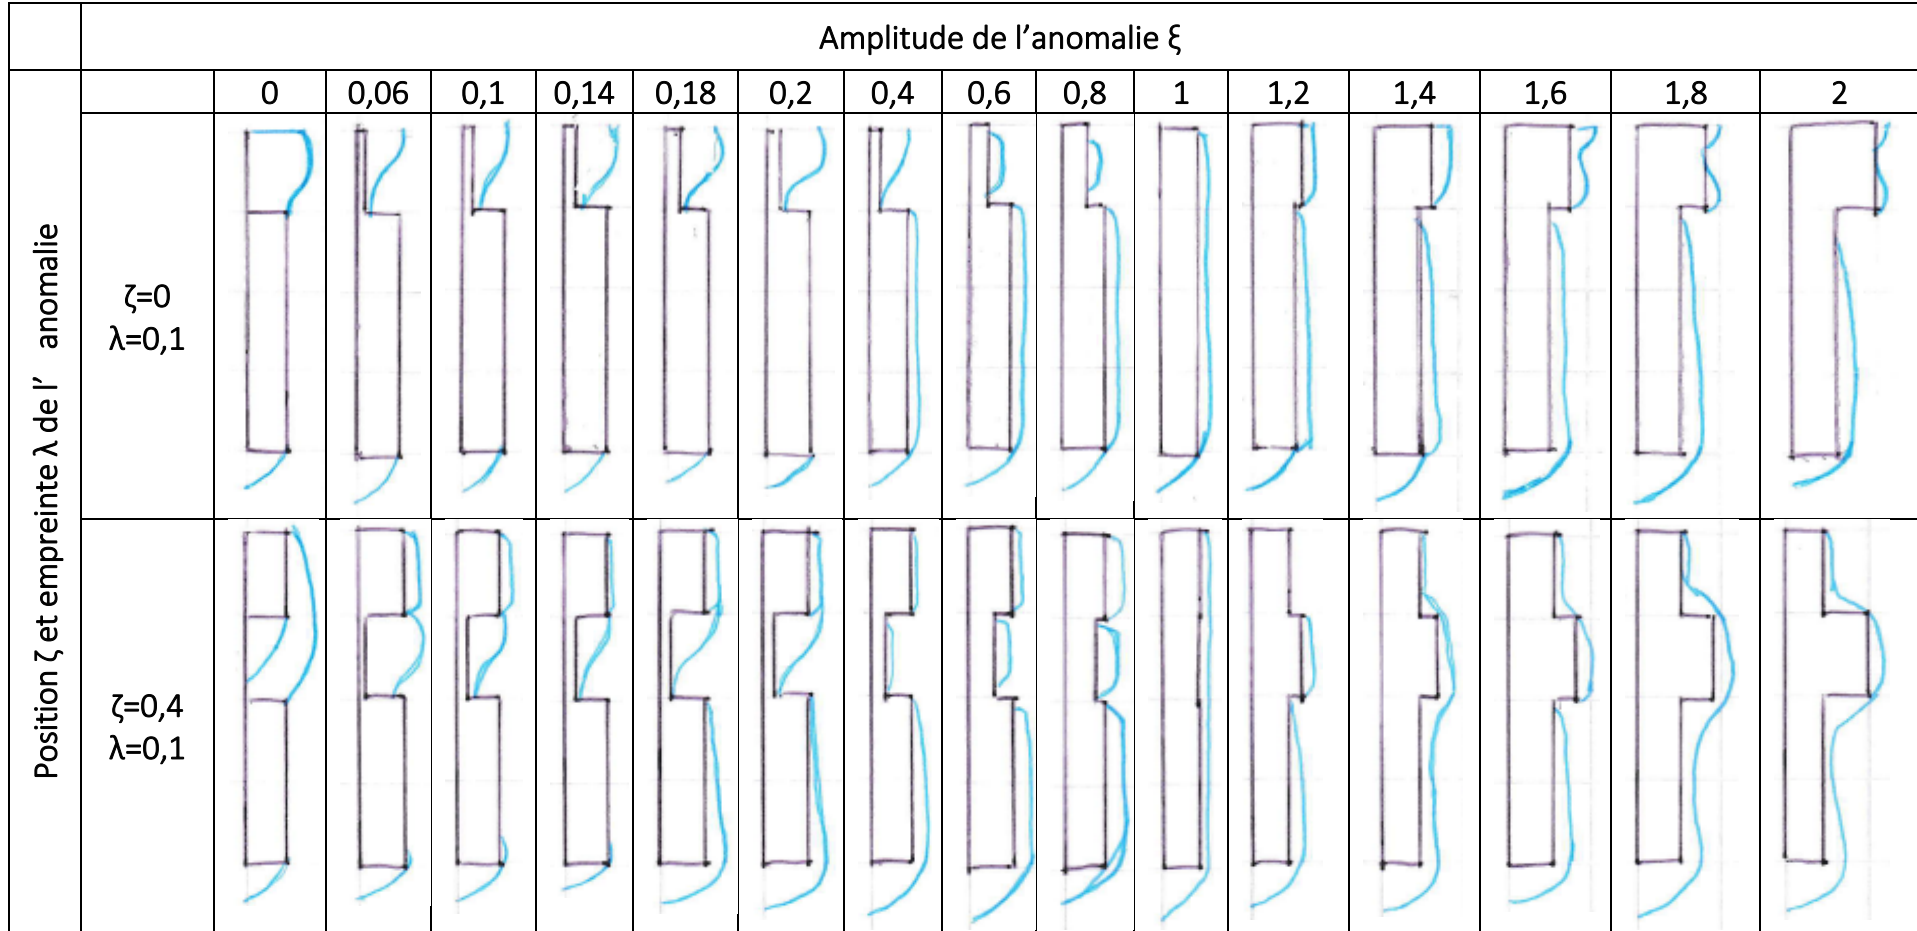 Amplitude de l’anomalie ξ
0 0,06 0,1 0,14 0,18 0,2 0,4 0,6 0,8 1 1,2 1,4 1,6 1,8 2
Position ζ et empreinte λ de l’ anomalie
ζ=0
λ=0,1
ζ=0,4
λ=0,1